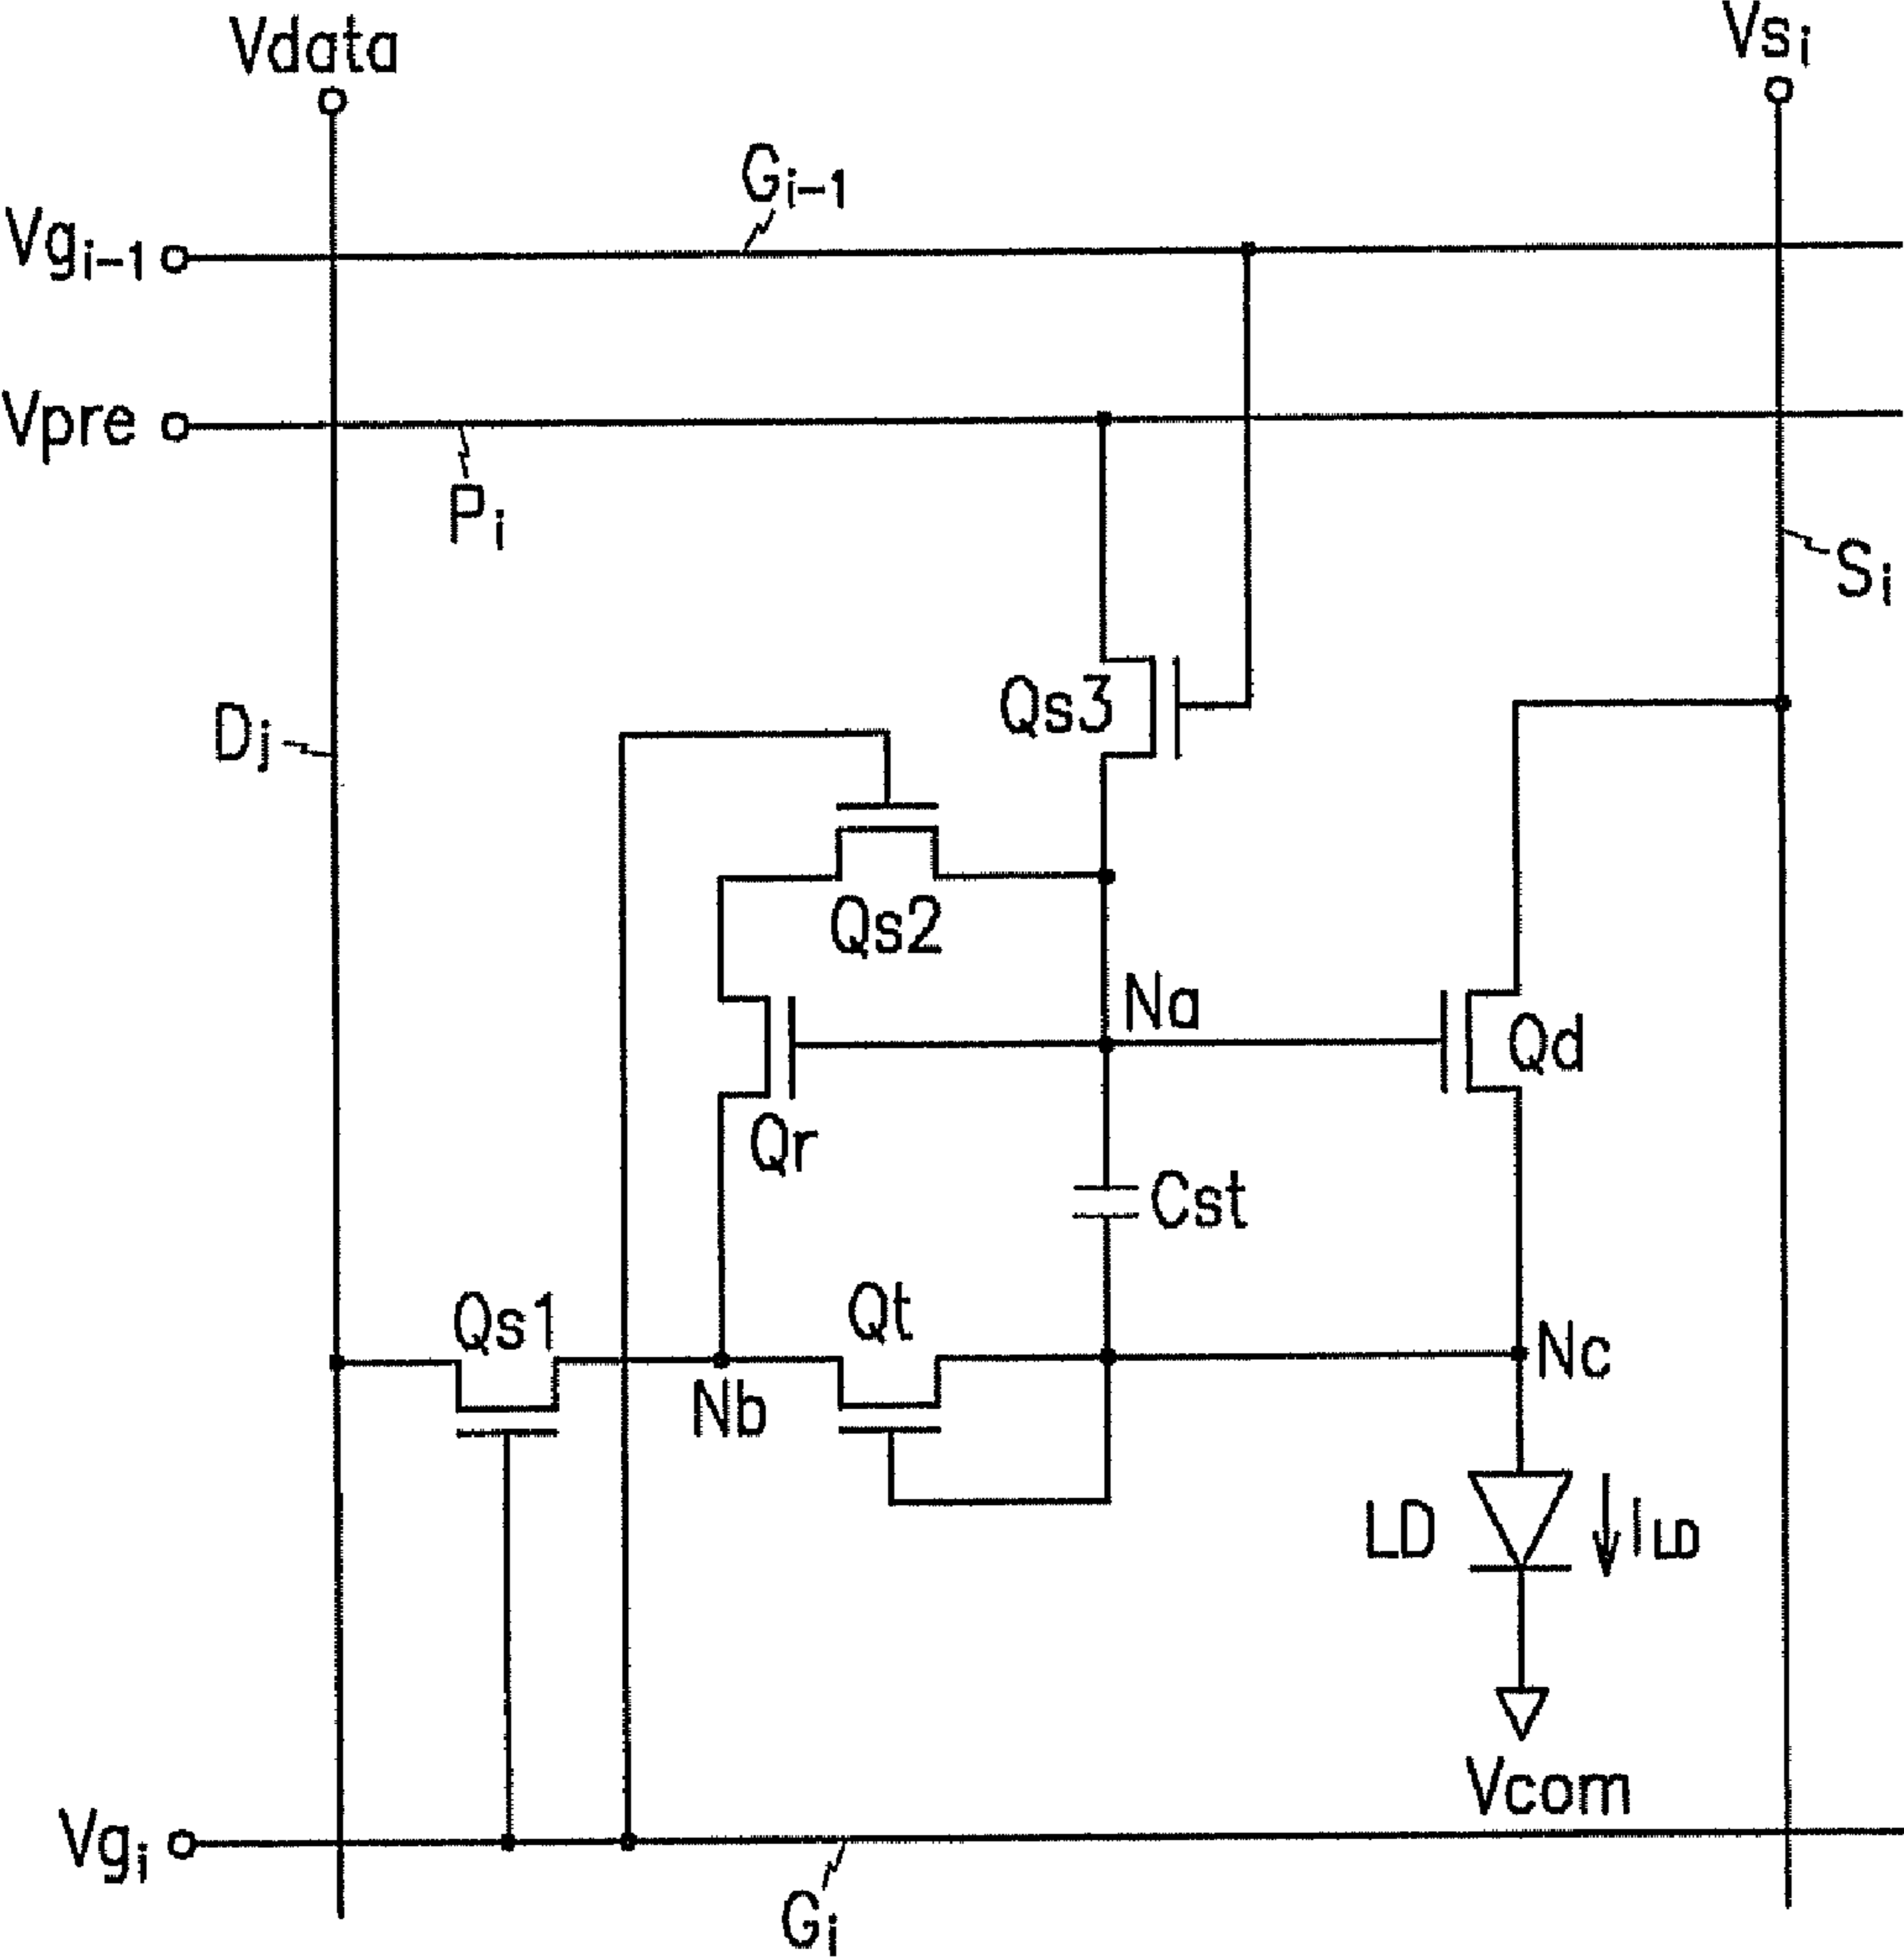 Vdata
Vsi
Gi-1
Vgi-1
Vpre
Pi
Si
Qs3
Dj
Qs2
Na
Qd
Qr
Cst
Qs1
Qt
Nc
Nb
LD
ILD
Vcom
Vgi
Gi